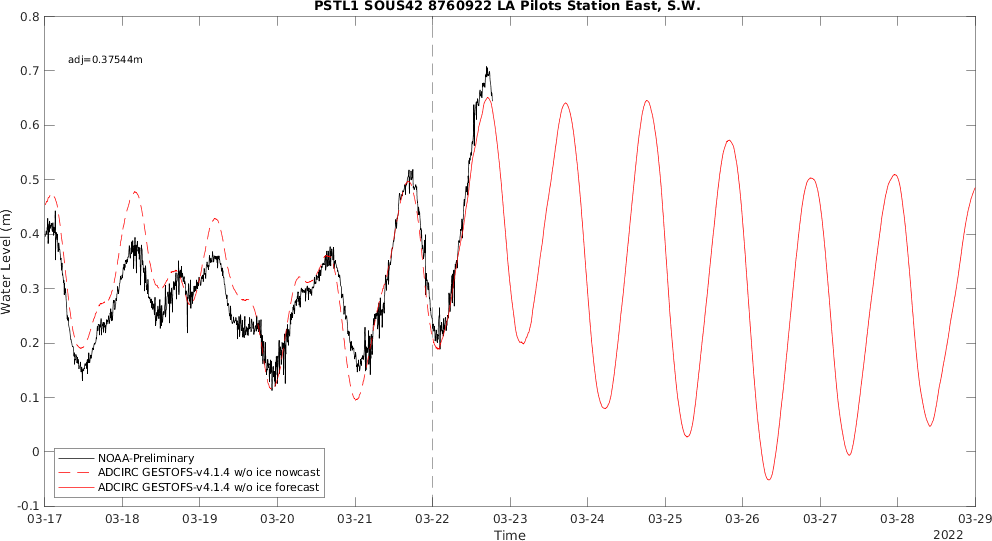 PSTL1 SOUS42 8760922 LA Pilots Station East, S.W.
adj=0.37544m
Water Level (m)
0.8
0.7
0.6
0.5
0.4
0.3
0.2
0.1
0
-0.1
NOAA-Preliminary
ADCIRC GESTOFS-v4.1.4 w/o ice nowcast
ADCIRC GESTOFS-v4.1.4 w/o ice forecast
03-17 03-18 03-19 03-20 03-21 03-22 03-23 03-24 03-25 03-26 03-27 03-28 03-29
Time
2022